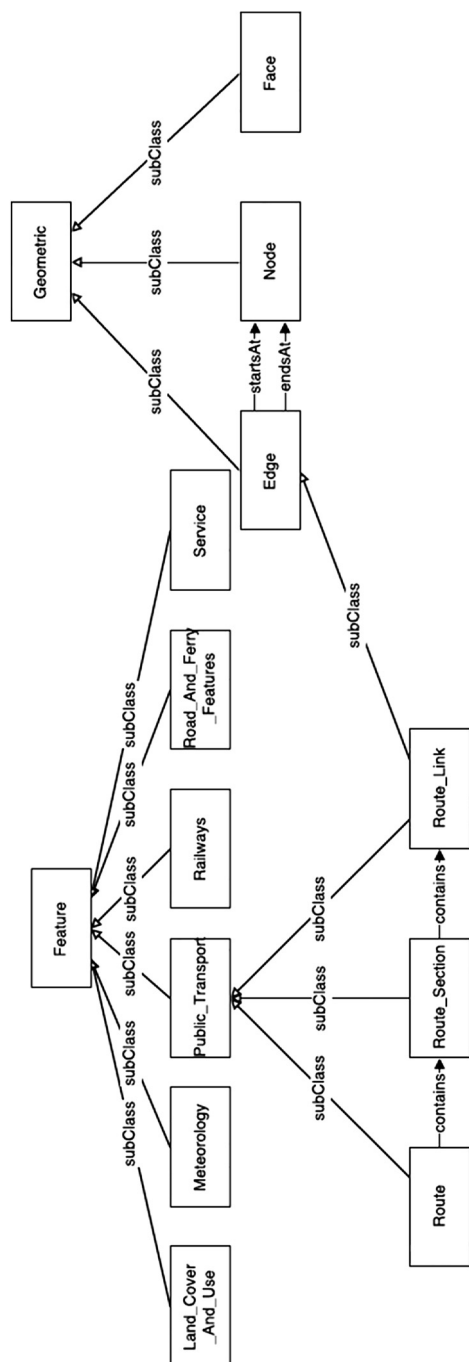 Feature
Geometric
subClass
subClass
subClass
subClass
subClass
subClass
subClass
subClass
subClass
Land_Cover
_And_Use
Meteorology
Public_Transport
Railways
Road_And_Ferry
_Features
Service
Edge
startsAt
endsAt
Node
Face
subClass
subClass
subClass
subClass
Route
contains
Route_Section
contains
Route_Link